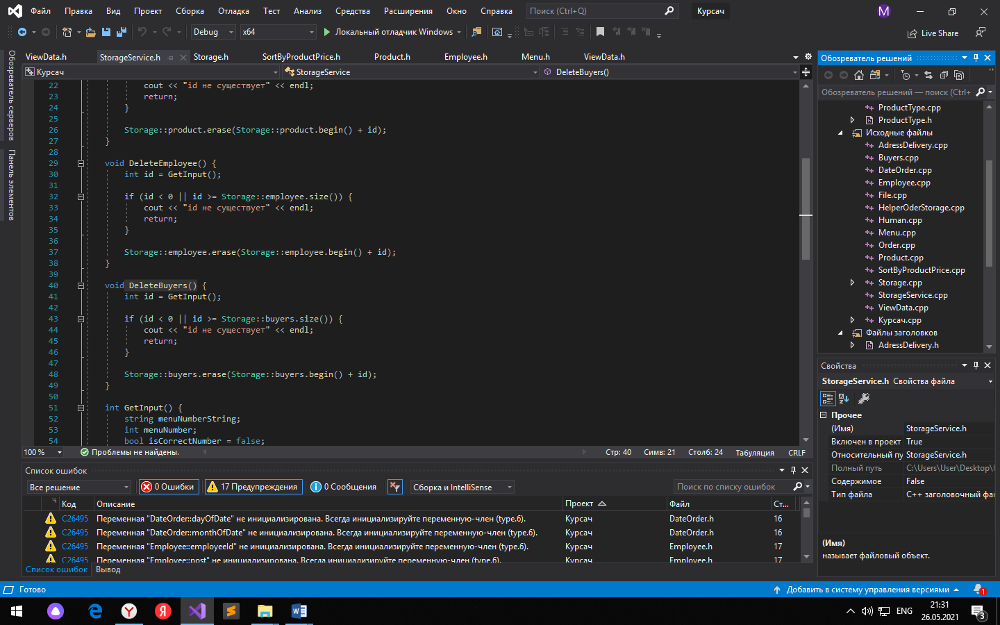 Файл Правка Вид Проект Сборка Отладка Тест Анализ Средства Расширения Окно Справка Поиск (Ctrl+Q) Курсач M
Debug x64 Локальный отладчик Windows Live Share
Обозреватель серверов
Панель элементов
ViewData.h StorageService.h Storage.h SortByProductPrice.h Product.h Employee.h Menu.h ViewData.h
Курсач StorageService DeleteBuyers()
22 cout << "id не существует" << endl;
23 return;
24 }
25
26 Storage::product.erase(Storage::product.begin() + id);
27 }
28
29 void DeleteEmployee() {
30 int id = GetInput();
31
32 if (id < 0 || id >= Storage::employee.size()) {
33 cout << "id не существует" << endl;
34 return;
35 }
36
37 Storage::employee.erase(Storage::employee.begin() + id);
38 }
39
40 void DeleteBuyers() {
41 int id = GetInput();
42
43 if (id < 0 || id >= Storage::buyers.size()) {
44 cout << "id не существует" << endl;
45 return;
46 }
47
48 Storage::buyers.erase(Storage::buyers.begin() + id);
49 }
50
51 int GetInput() {
52 string menuNumberString;
53 int menuNumber;
54 bool isCorrectNumber = false;
100 % Проблемы не найдены. Стр: 40 Симв: 21 Столб: 24 Табуляция CRLF
Список ошибок
Все решение 0 Ошибки 17 Предупреждения 0 Сообщения Сборка и IntelliSense Поиск по списку ошибок
Код Описание Проект Файл Ст...
C26495 Переменная "DateOrder::dayOfDate" не инициализирована. Всегда инициализируйте переменную-член (type.6). Курсач DateOrder.h 16
C26495 Переменная "DateOrder::monthOfDate" не инициализирована. Всегда инициализируйте переменную-член (type.6). Курсач DateOrder.h 16
C26495 Переменная "Employee::employeeId" не инициализирована. Всегда инициализируйте переменную-член (type.6). Курсач Employee.h 17
C26495 Переменная "Employee::post" не инициализирована. Всегда инициализируйте переменную-член (type.6). Курсач Employee.h 17
Список ошибок Вывод
Обозреватель решений
Обозреватель решений — поиск (Ctrl+
ProductType.cpp
ProductType.h
Исходные файлы
AdressDelivery.cpp
Buyers.cpp
DateOrder.cpp
Employee.cpp
File.cpp
HelperOderStorage.cpp
Human.cpp
Menu.cpp
Order.cpp
Product.cpp
SortByProductPrice.cpp
Storage.cpp
StorageService.cpp
ViewData.cpp
Курсач.cpp
Файлы заголовков
AdressDelivery.h
Свойства
StorageService.h Свойства файла
Прочее
(Имя) StorageService.h
Включен в проект True
Относительный пу StorageService.h
Полный путь C:\Users\User\Desktop\
Содержимое False
Тип файла C++ заголовочный фай
(Имя)
называет файловый объект.
Готово Добавить в систему управления версиями 1
ENG 21:31
26.05.2021 3